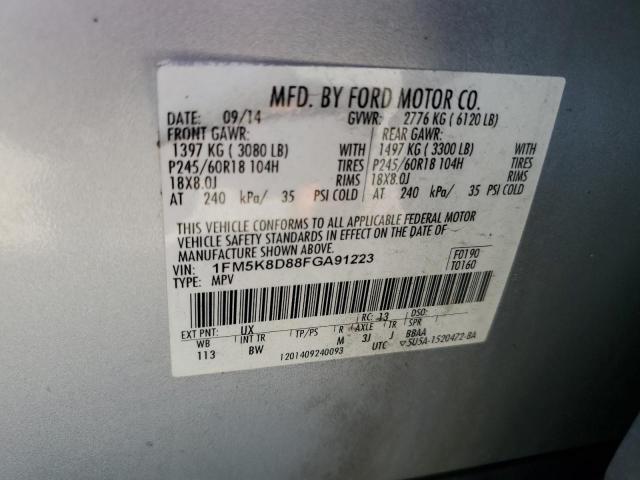 MFD. BY FORD MOTOR CO.
DATE: 09/14 GVWR: 2776 KG ( 6120 LB)
FRONT GAWR: REAR GAWR:
1397 KG ( 3080 LB) WITH 1497 KG ( 3300 LB) WITH
P245/60R18 104H TIRES P245/60R18 104H TIRES
18X8.0J RIMS 18X8.0J RIMS
AT 240 kPa/ 35 PSI COLD AT 240 kPa/ 35 PSI COLD
THIS VEHICLE CONFORMS TO ALL APPLICABLE FEDERAL MOTOR
VEHICLE SAFETY STANDARDS IN EFFECT ON THE DATE OF
MANUFACTURE SHOWN ABOVE.
VIN: 1FM5K8D88FGA91223 F0190
TYPE: MPV T0160
RC: 13 DSO:
EXT PNT: UX
WB INT TR TP/PS R AXLE TR SPR
113 BW M 3J J BBAA
1201409240093 UTC ▽5U5A-1520472-BA